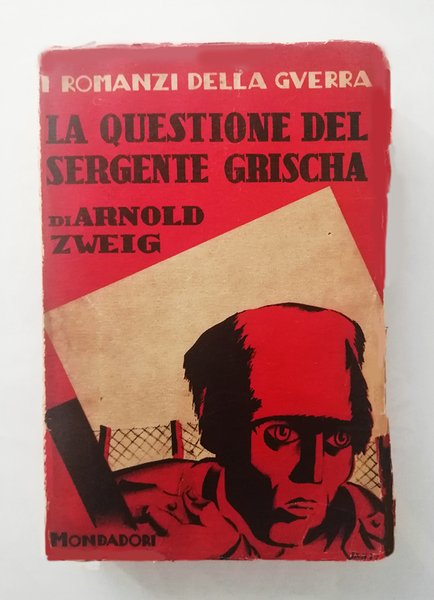 I ROMANZI DELLA GVERRA
LA QUESTIONE DEL
SERGENTE GRISCHA
DI ARNOLD
ZWEIG
MONDADORI